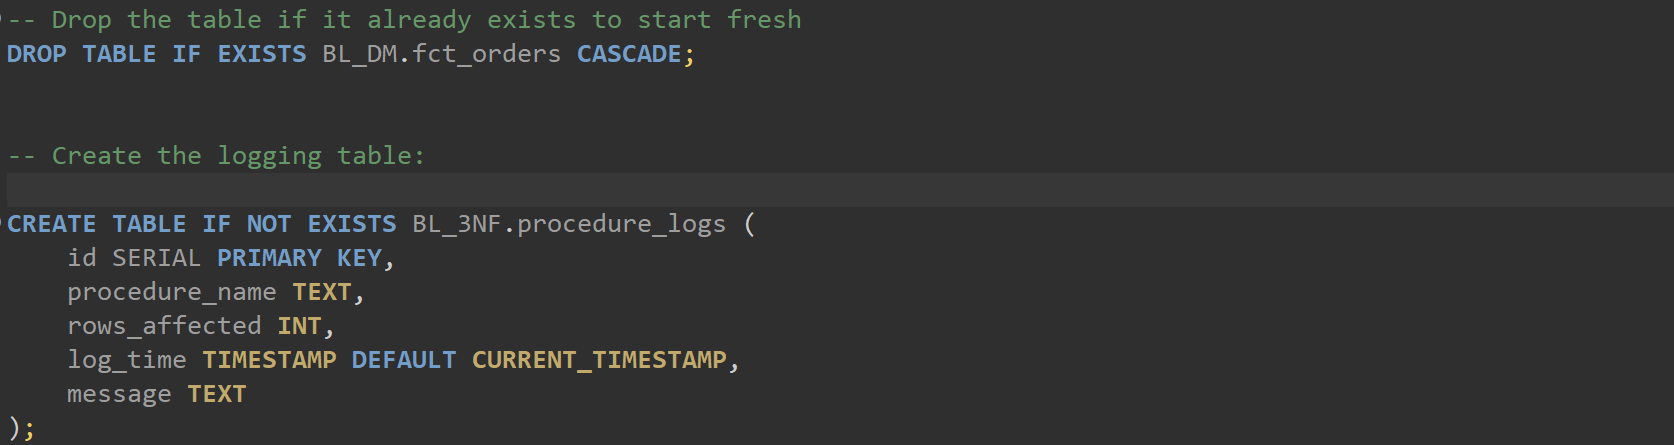 -- Drop the table if it already exists to start fresh
DROP TABLE IF EXISTS BL_DM.fct_orders CASCADE;
-- Create the logging table:
CREATE TABLE IF NOT EXISTS BL_3NF.procedure_logs (
    id SERIAL PRIMARY KEY,
    procedure_name TEXT,
    rows_affected INT,
    log_time TIMESTAMP DEFAULT CURRENT_TIMESTAMP,
    message TEXT
);